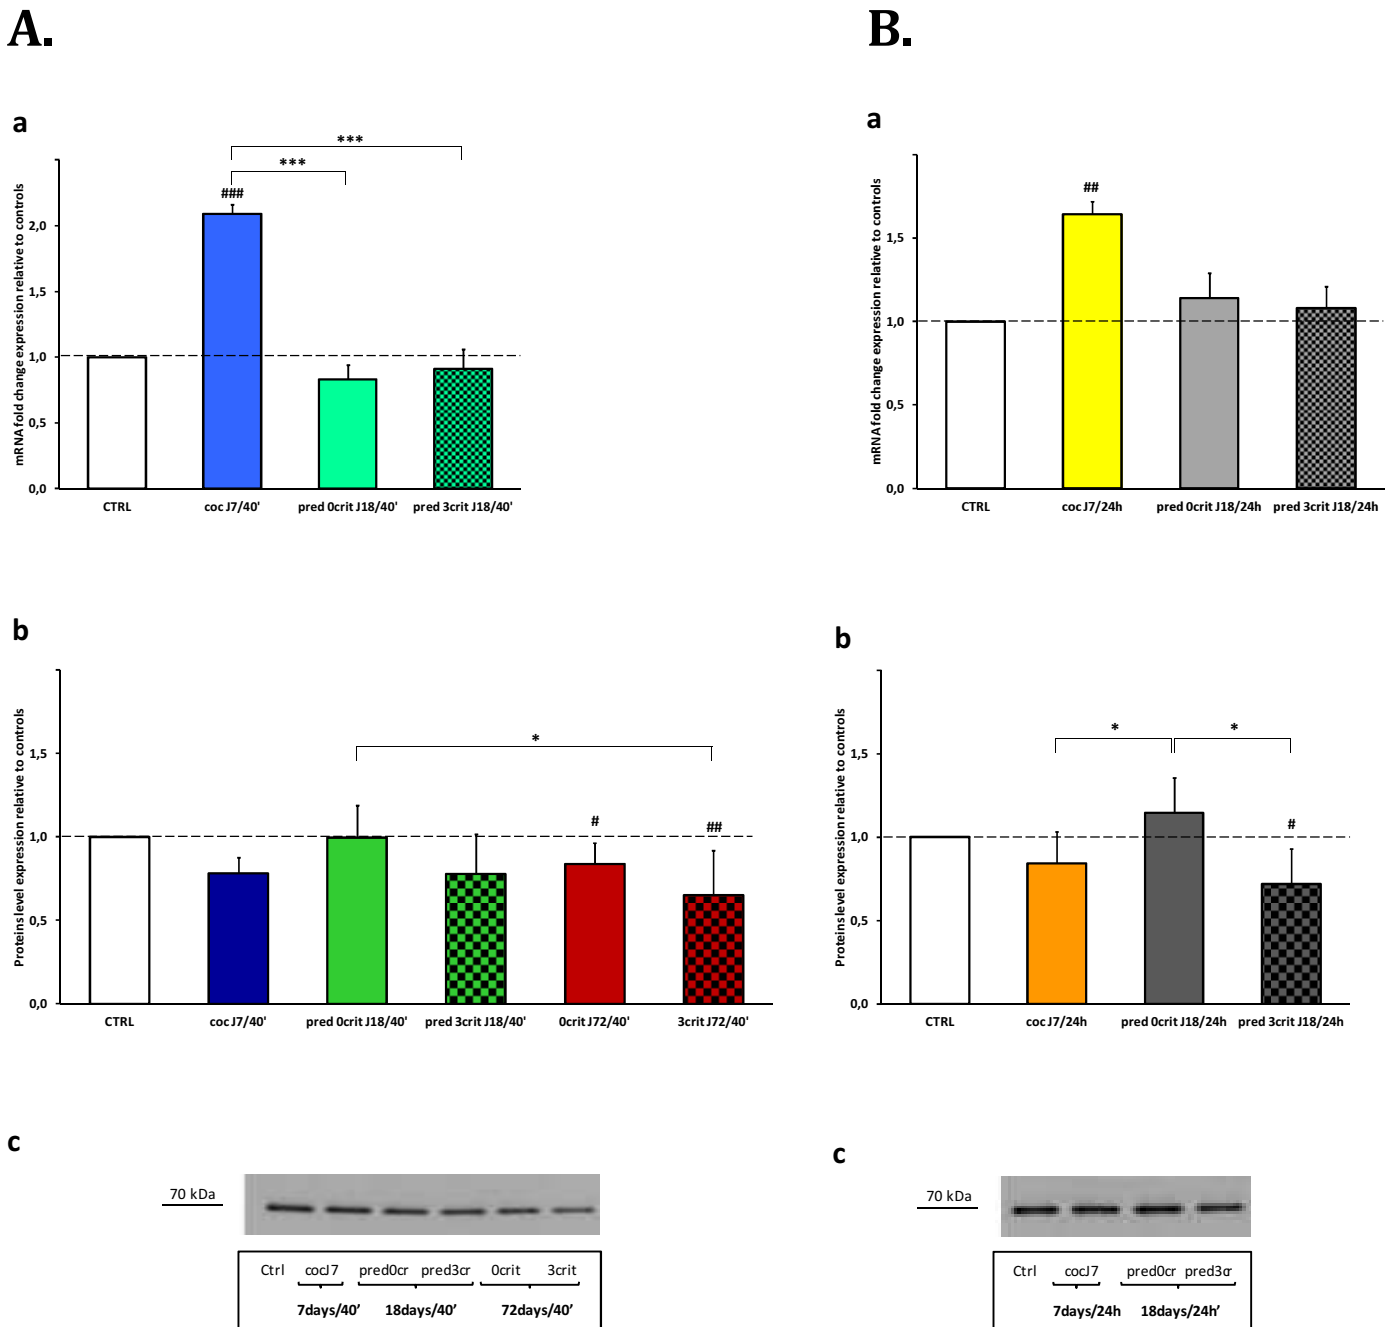 A.
a
mRNA fold change expression relative to controls
2,0
1,5
1,0
0,5
0,0
###
***
***
CTRL
coc J7/40'
pred 0crit J18/40'
pred 3crit J18/40'
b
Proteins level expression relative to controls
1,5
1,0
0,5
0,0
*
#
##
CTRL
coc J7/40'
pred 0crit J18/40'
pred 3crit J18/40'
0crit J72/40'
3crit J72/40'
c
70 kDa
Ctrl cocJ7 pred0cr pred3cr 0crit 3crit
7days/40’ 18days/40’ 72days/40’
B.
a
mRNA fold change expression relative to controls
1,5
1,0
0,5
0,0
##
CTRL
coc J7/24h
pred 0crit J18/24h
pred 3crit J18/24h
b
Proteins level expression relative to controls
1,5
1,0
0,5
0,0
*
*
#
CTRL
coc J7/24h
pred 0crit J18/24h
pred 3crit J18/24h
c
70 kDa
Ctrl cocJ7 pred0cr pred3cr
7days/24h 18days/24h’